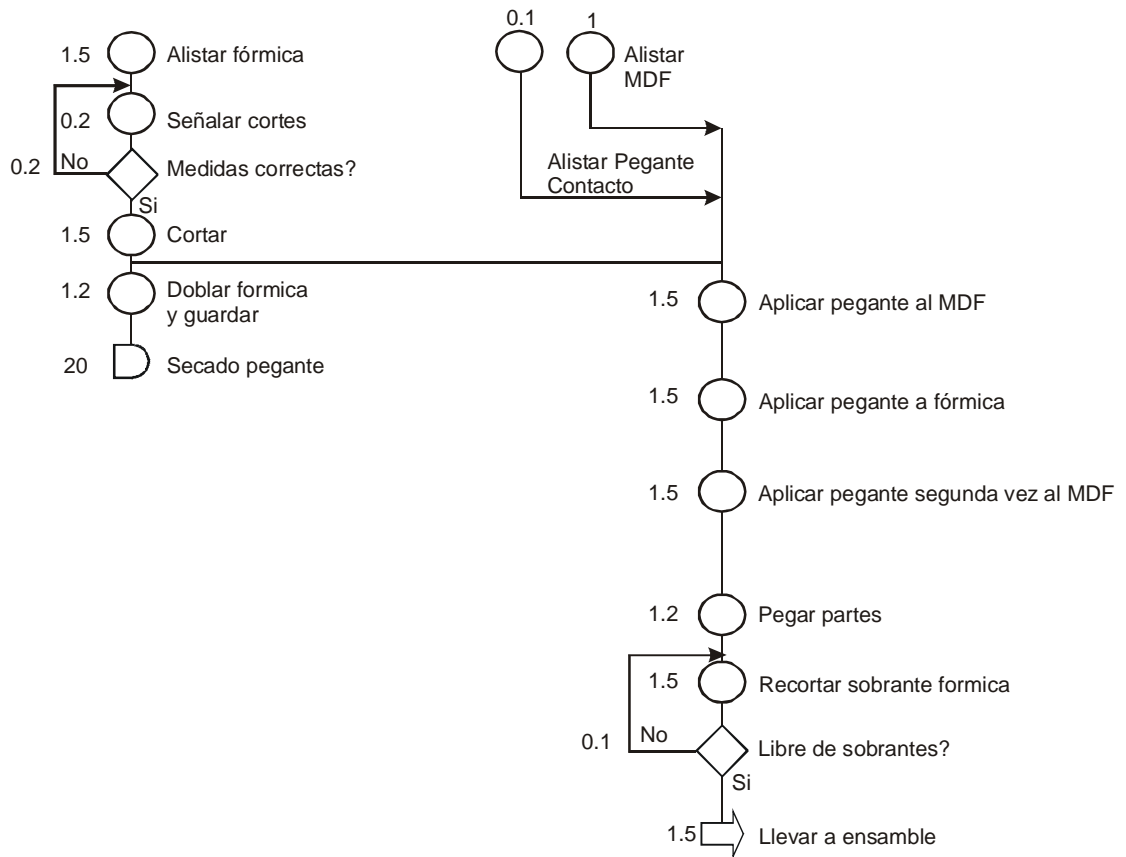 1.5 Alistar fórmica
0.2 Señalar cortes
0.2 No Medidas correctas?
Si
1.5 Cortar
1.2 Doblar formica
y guardar
20 Secado pegante
0.1
1
Alistar
MDF
Alistar Pegante
Contacto
1.5 Aplicar pegante al MDF
1.5 Aplicar pegante a fórmica
1.5 Aplicar pegante segunda vez al MDF
1.2 Pegar partes
1.5 Recortar sobrante formica
0.1 No Libre de sobrantes?
Si
1.5 Llevar a ensamble